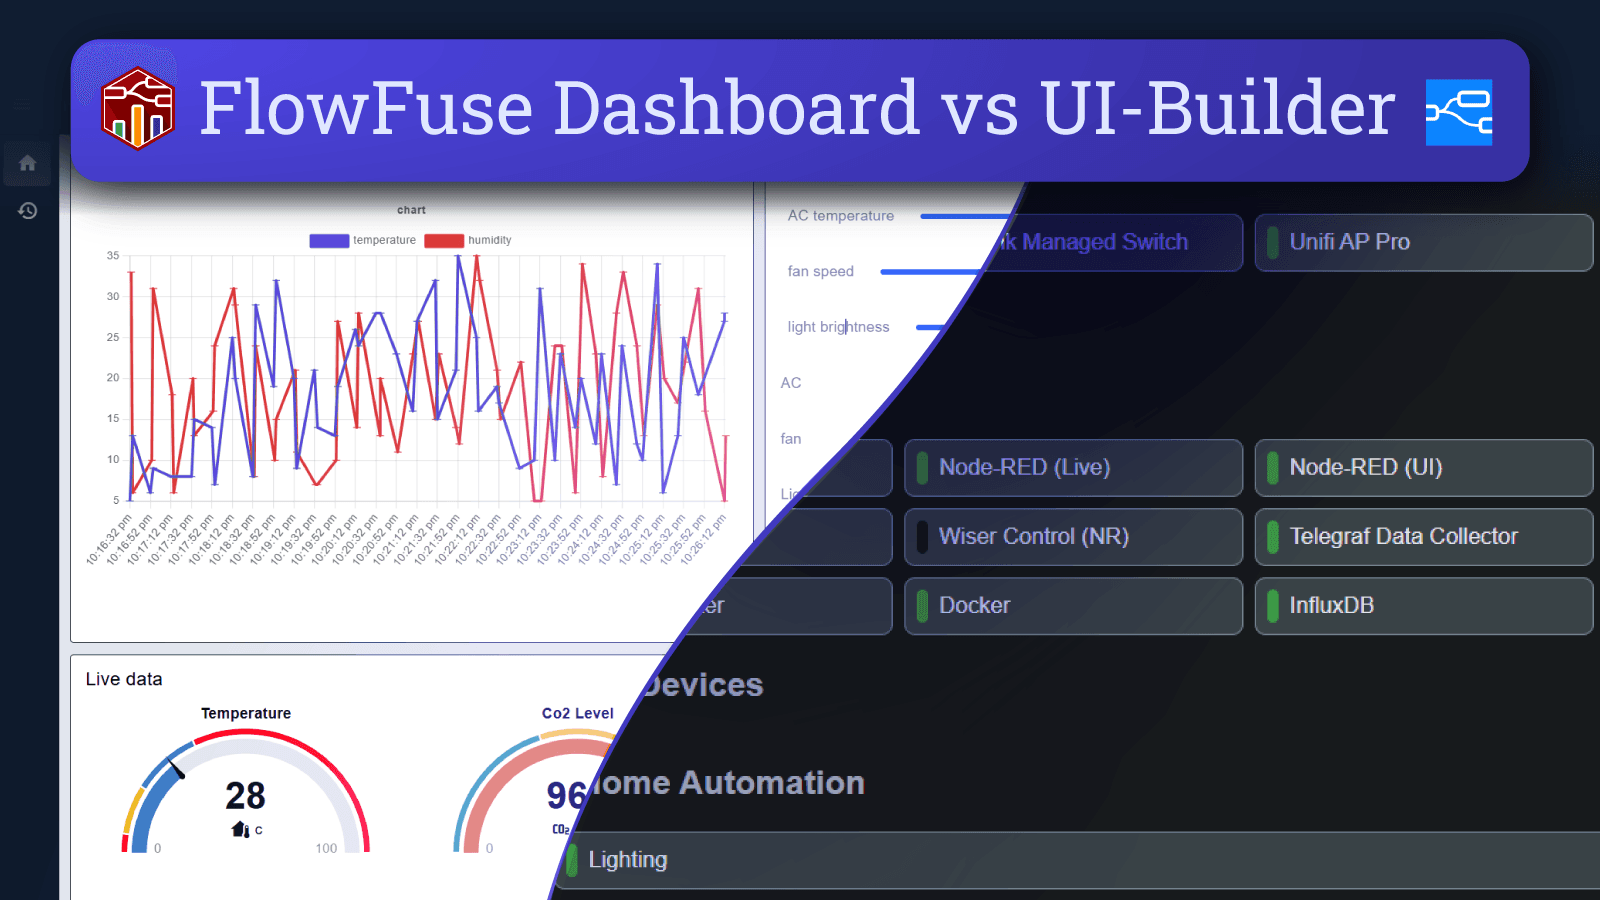 FlowFuse Dashboard vs UI-Builder
chart
temperature humidity
35
30
25
20
15
10
5
10:16:32 pm
10:16:52 pm
10:17:12 pm
10:17:32 pm
10:17:52 pm
10:18:12 pm
10:18:32 pm
10:18:52 pm
10:19:12 pm
10:19:32 pm
10:19:52 pm
10:20:12 pm
10:20:32 pm
10:20:52 pm
10:21:12 pm
10:21:32 pm
10:21:52 pm
10:22:12 pm
10:22:32 pm
10:22:52 pm
10:23:12 pm
10:23:32 pm
10:23:52 pm
10:24:12 pm
10:24:32 pm
10:24:52 pm
10:25:12 pm
10:25:32 pm
10:25:52 pm
10:26:12 pm
AC temperature
fan speed
light brightness
AC
fan
Live data
Temperature
28
C
0 100
Co2 Level
96
CO2
0
k Managed Switch
Unifi AP Pro
Node-RED (Live)
Node-RED (UI)
Wiser Control (NR)
Telegraf Data Collector
er
Docker
InfluxDB
Devices
Home Automation
Lighting